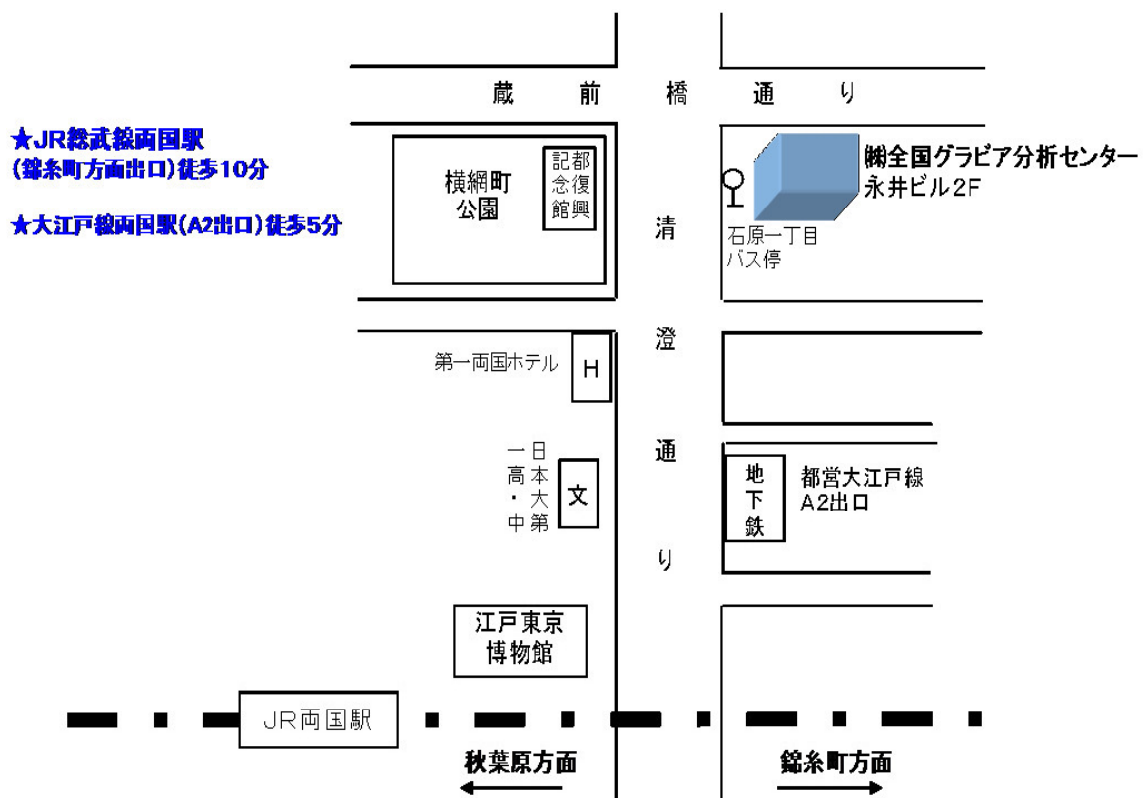 蔵前橋通り
★JR総武線両国駅
(錦糸町方面出口)徒歩10分
★大江戸線両国駅(A2出口)徒歩5分
横網町
公園
都復興
記念館
清澄通り
㈱全国グラビア分析センター
永井ビル2F
石原一丁目
バス停
第一両国ホテル
H
日本大第
一高・中
文
地下鉄
都営大江戸線
A2出口
江戸東京
博物館
JR両国駅
秋葉原方面
錦糸町方面